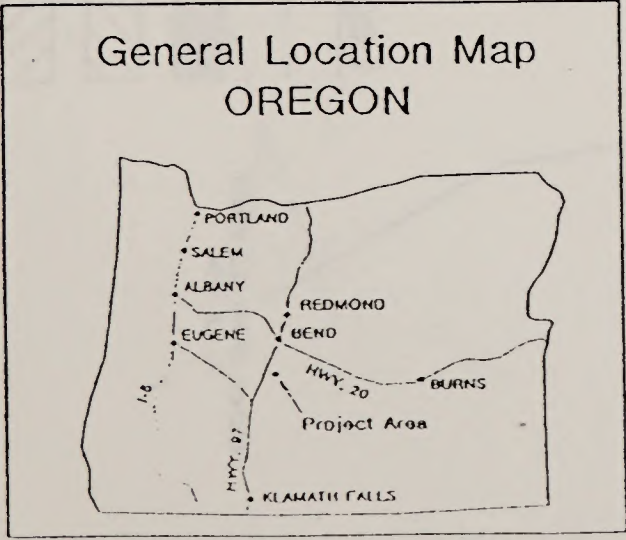 General Location Map
OREGON
PORTLAND
SALEM
ALBANY
REDMOND
EUGENE
BEND
HWY. 20
BURNS
I-5
Project Area
HWY. 97
KLAMATH FALLS